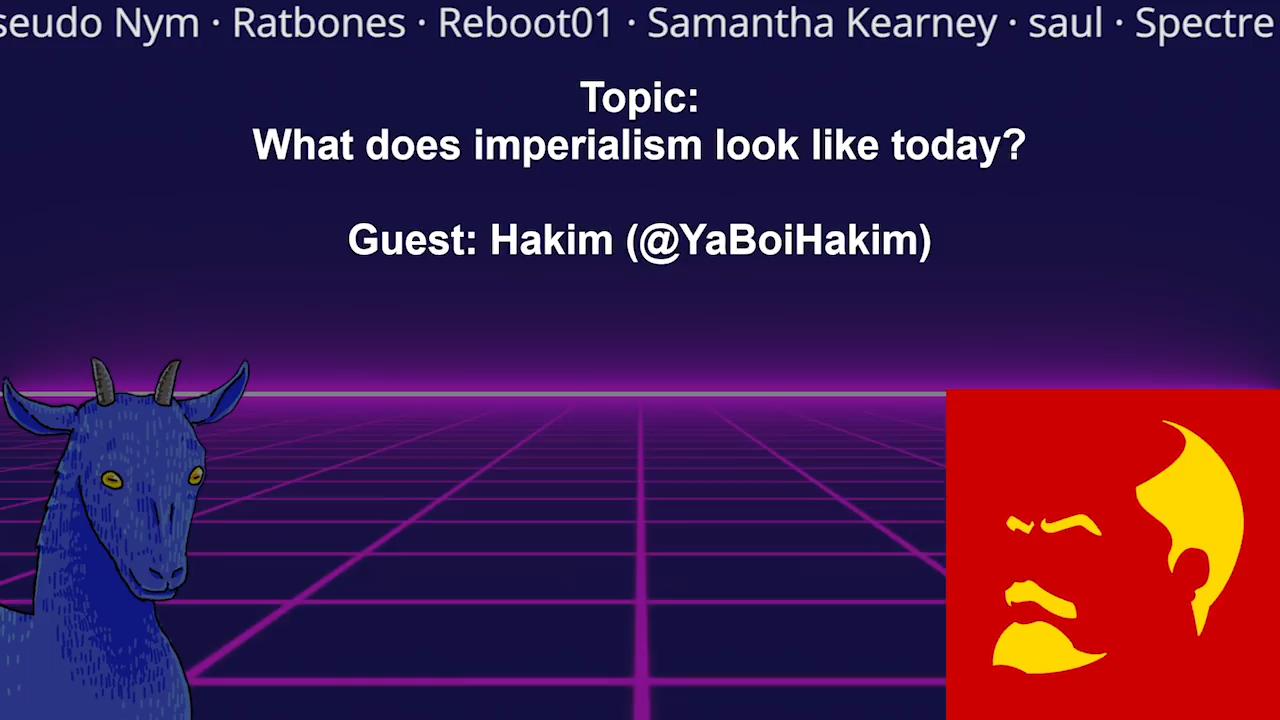 seudo Nym · Ratbones · Reboot01 · Samantha Kearney · saul · Spectre
Topic:
What does imperialism look like today?
Guest: Hakim (@YaBoiHakim)